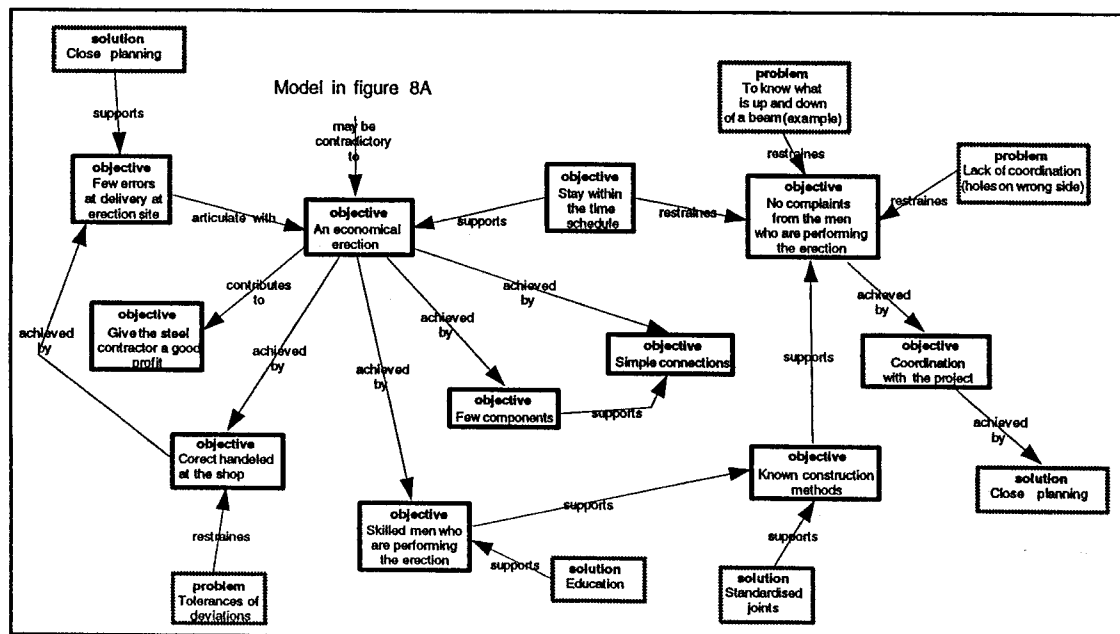 solution
Close planning
supports
Model in figure 8A
may be
contradictory
to
problem
To know what
is up and down
of a beam (example)
restraines
problem
Lack of coordination
(holes on wrong side)
restraines
objective
Few errors
at delivery at
erection site
articulate with
objective
An economical
erection
supports
objective
Stay within
the time
schedule
restraines
objective
No complaints
from the men
who are performing
the erection
contributes
to
objective
Give the steel
contractor a good
profit
achieved
by
achieved
by
achieved
by
achieved
by
achieved
by
objective
Simple connections
objective
Few components
supports
supports
achieved
by
objective
Coordination
with the project
achieved
by
solution
Close planning
objective
Corect handeled
at the shop
restraines
problem
Tolerances of
deviations
objective
Skilled men who
are performing
the erection
supports
objective
Known construction
methods
supports
solution
Education
supports
solution
Standardised
joints